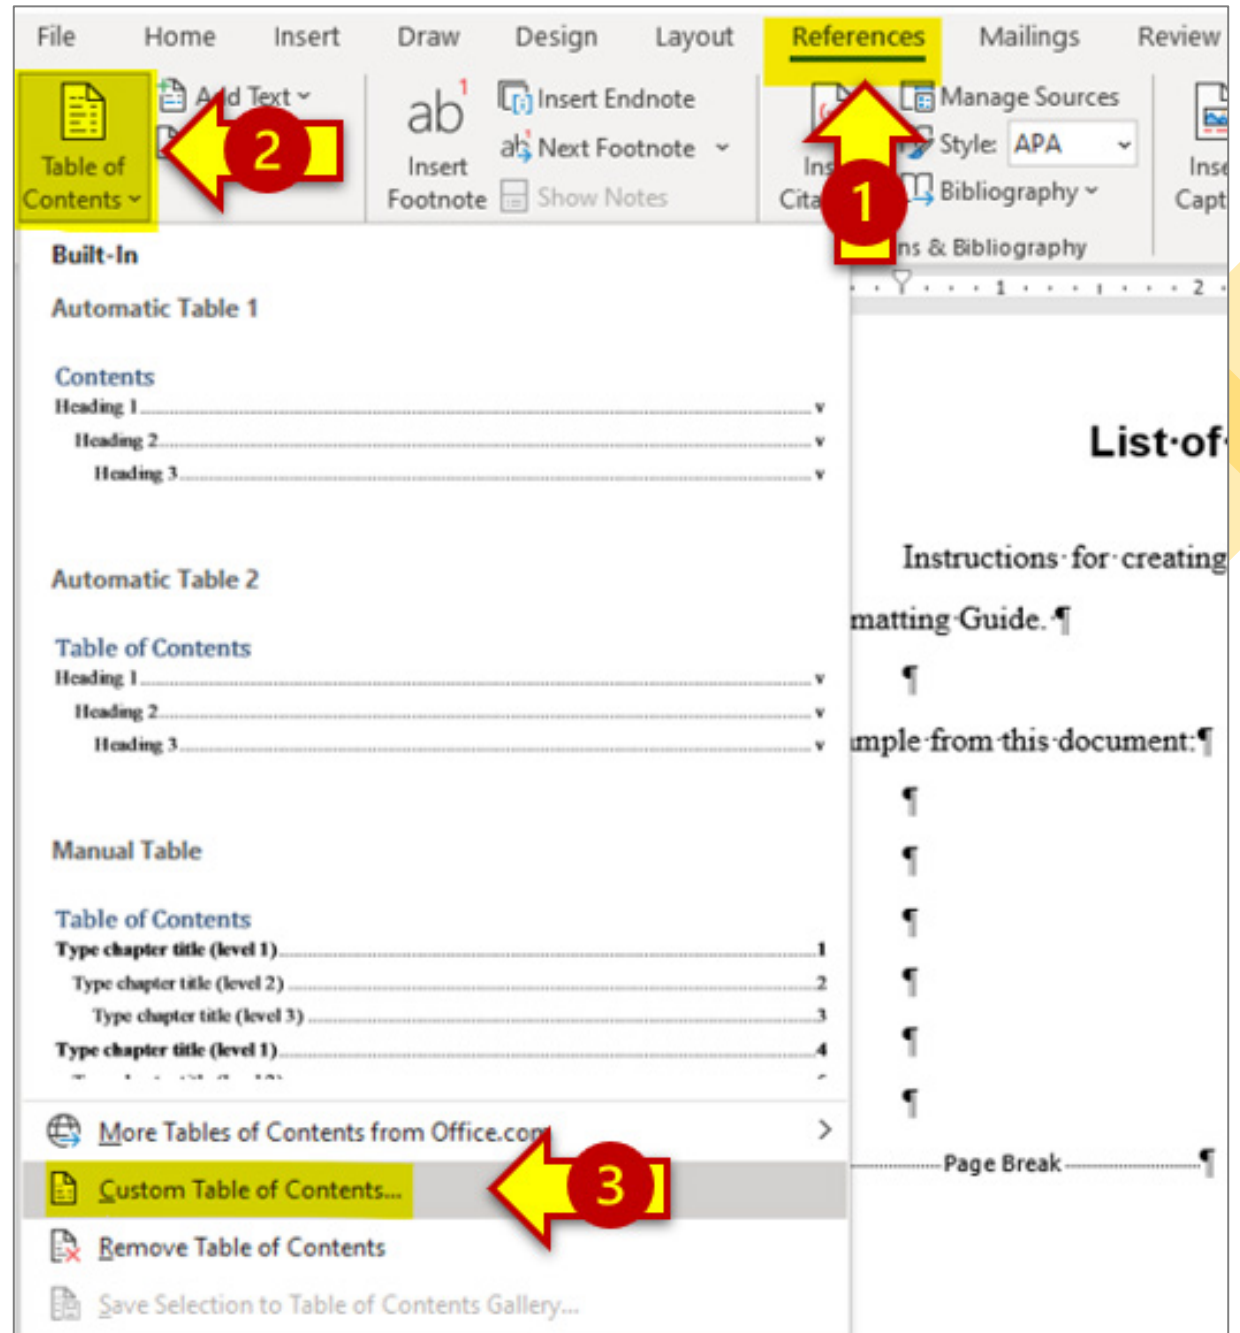 File Home Insert Draw Design Layout References Mailings Review
Add Text
Table of Contents
2
ab1
Insert Footnote
Insert Endnote
Next Footnote
Show Notes
1
Manage Sources
Style: APA
Bibliography
ns & Bibliography
1 2
Built-In
Automatic Table 1
Contents
Heading 1 v
Heading 2 v
Heading 3 v
Automatic Table 2
Table of Contents
Heading 1 v
Heading 2 v
Heading 3 v
Manual Table
Table of Contents
Type chapter title (level 1) 1
Type chapter title (level 2) 2
Type chapter title (level 3) 3
Type chapter title (level 1) 4
More Tables of Contents from Office.com
Custom Table of Contents...
3
Remove Table of Contents
Save Selection to Table of Contents Gallery...
List·of·
Instructions·for·creating
matting·Guide.·¶
¶
ample·from·this·document:¶
¶
¶
¶
¶
¶
¶
Page Break ¶